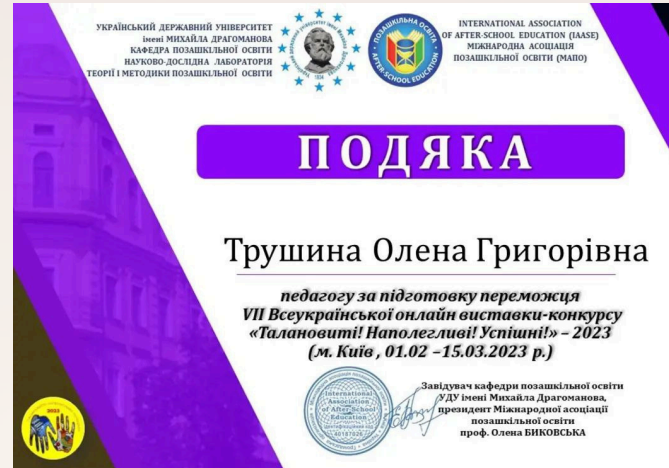 УКРАЇНСЬКИЙ ДЕРЖАВНИЙ УНІВЕРСИТЕТ
імені МИХАЙЛА ДРАГОМАНОВА
КАФЕДРА ПОЗАШКІЛЬНОЇ ОСВІТИ
НАУКОВО-ДОСЛІДНА ЛАБОРАТОРІЯ
ТЕОРІЇ І МЕТОДИКИ ПОЗАШКІЛЬНОЇ ОСВІТИ
ПОЗАШКІЛЬНА ОСВІТА
AFTER-SCHOOL EDUCATION
INTERNATIONAL ASSOCIATION
OF AFTER-SCHOOL EDUCATION (IAASE)
МІЖНАРОДНА АСОЦІАЦІЯ
ПОЗАШКІЛЬНОЇ ОСВІТИ (МАПО)
ПОДЯКА
Трушина Олена Григорівна
педагогу за підготовку переможця
VII Всеукраїнської онлайн виставки-конкурсу
«Талановиті! Наполегливі! Успішні!» – 2023
(м. Київ , 01.02 –15.03.2023 р.)
International
Association
of After-School
Education
Завідувач кафедри позашкільної освіти
УДУ імені Михайла Драгоманова,
президент Міжнародної асоціації
позашкільної освіти
проф. Олена БИКОВСЬКА
2023